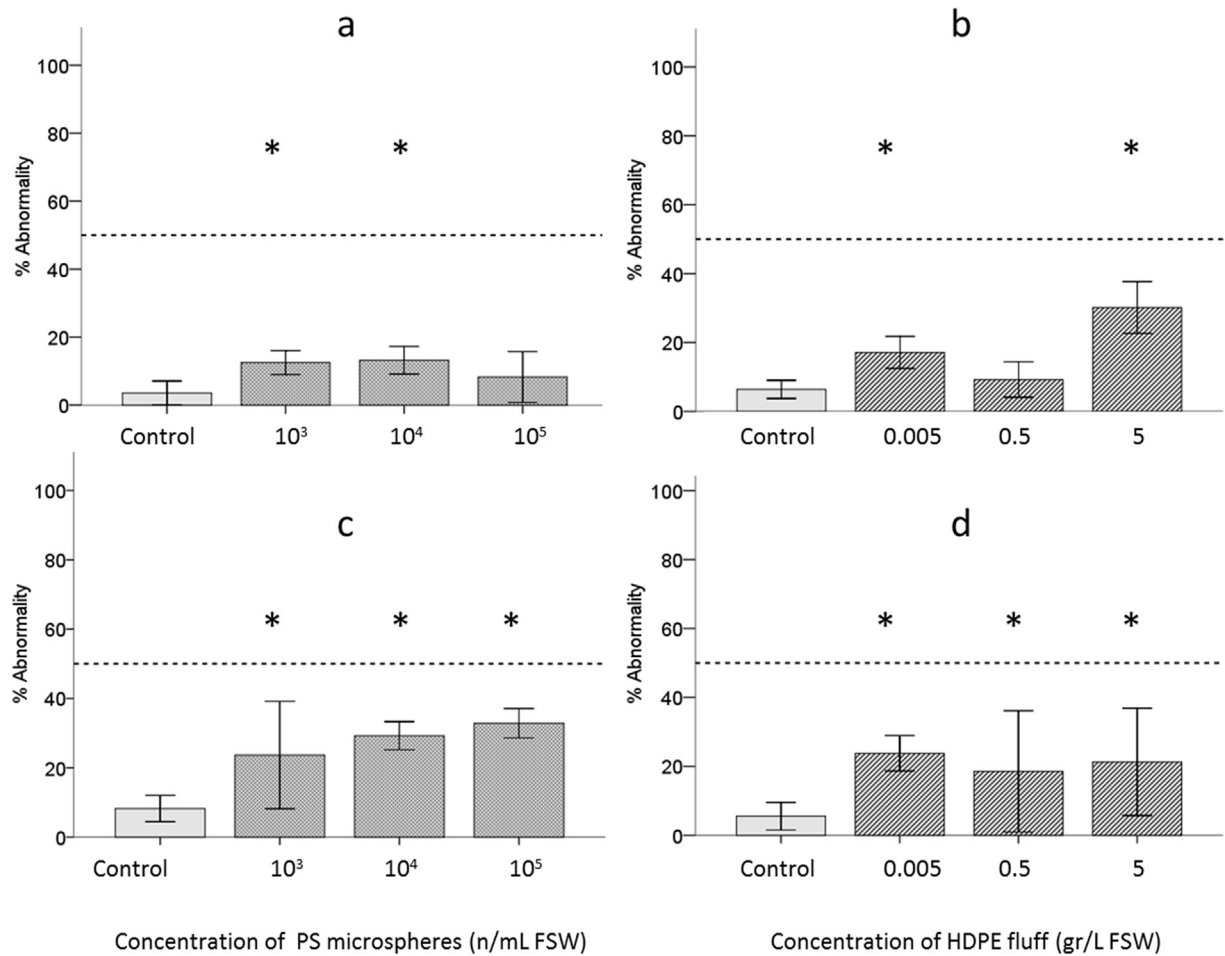 a
100
80
60
40
20
0
% Abnormality
* *
Control 10³ 10⁴ 10⁵
b
100
80
60
40
20
0
% Abnormality
* *
Control 0.005 0.5 5
c
100
80
60
40
20
0
% Abnormality
* * *
Control 10³ 10⁴ 10⁵
Concentration of PS microspheres (n/mL FSW)
d
100
80
60
40
20
0
% Abnormality
* * *
Control 0.005 0.5 5
Concentration of HDPE fluff (gr/L FSW)